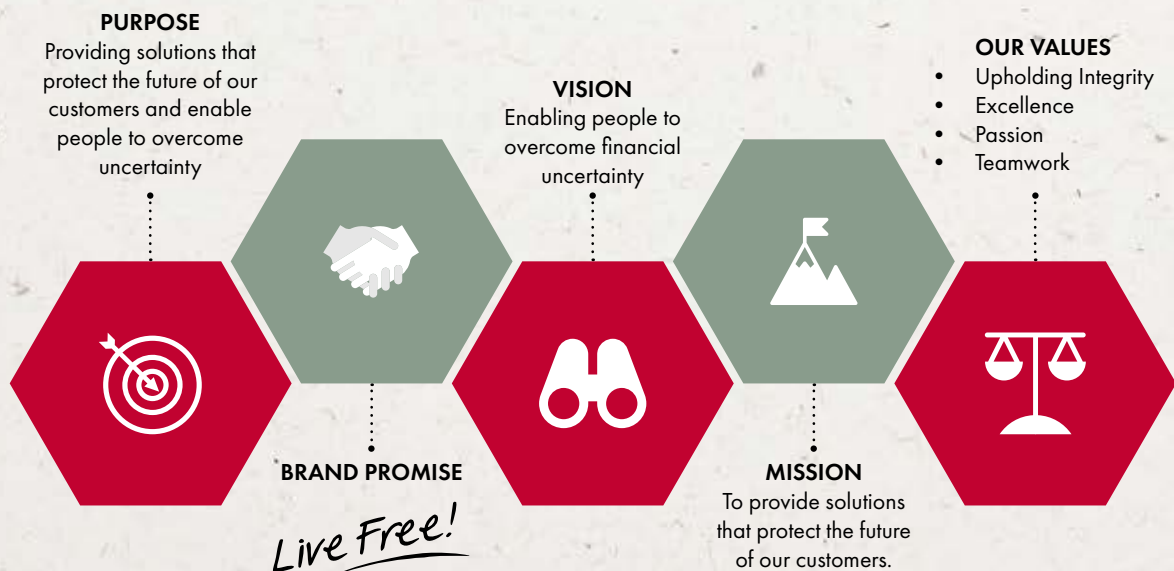 PURPOSE
Providing solutions that
protect the future of our
customers and enable
people to overcome
uncertainty
BRAND PROMISE
Live Free!
VISION
Enabling people to
overcome financial
uncertainty
MISSION
To provide solutions
that protect the future
of our customers.
OUR VALUES
• Upholding Integrity
• Excellence
• Passion
• Teamwork